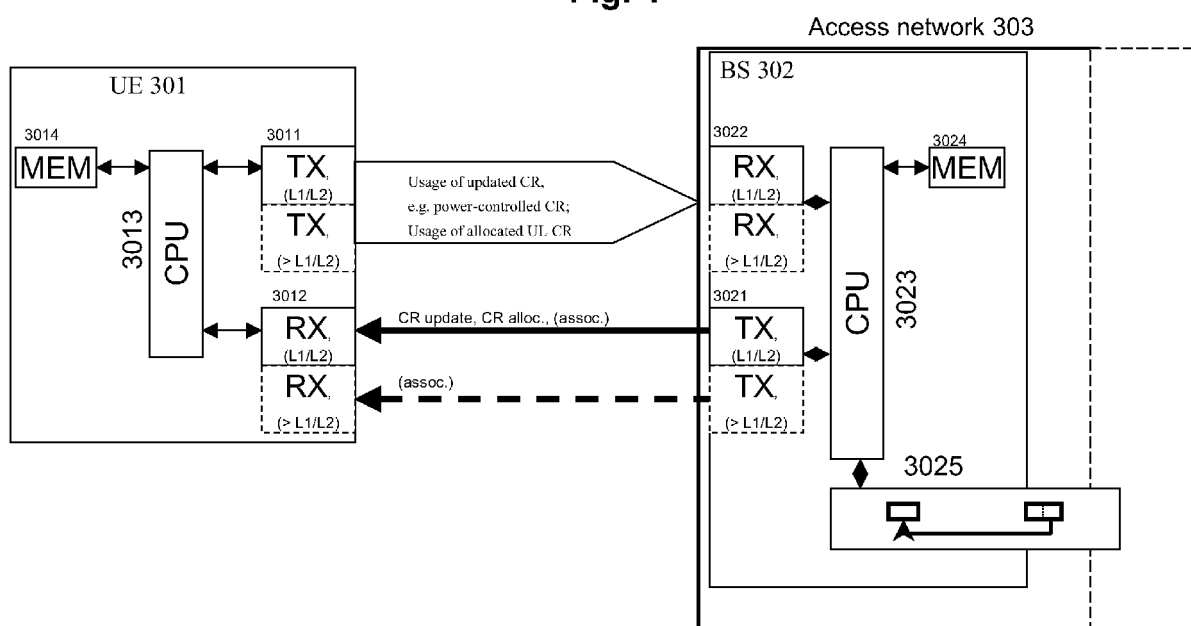 Access network 303
UE 301
BS 302
3014
MEM
3013
CPU
3011
TX,
(L1/L2)
TX,
(> L1/L2)
3012
RX,
(L1/L2)
RX,
(> L1/L2)
Usage of updated CR,
e.g. power-controlled CR;
Usage of allocated UL CR
CR update, CR alloc., (assoc.)
(assoc.)
3022
RX,
(L1/L2)
RX,
(> L1/L2)
3021
TX,
(L1/L2)
TX,
(> L1/L2)
CPU
3023
3024
MEM
3025